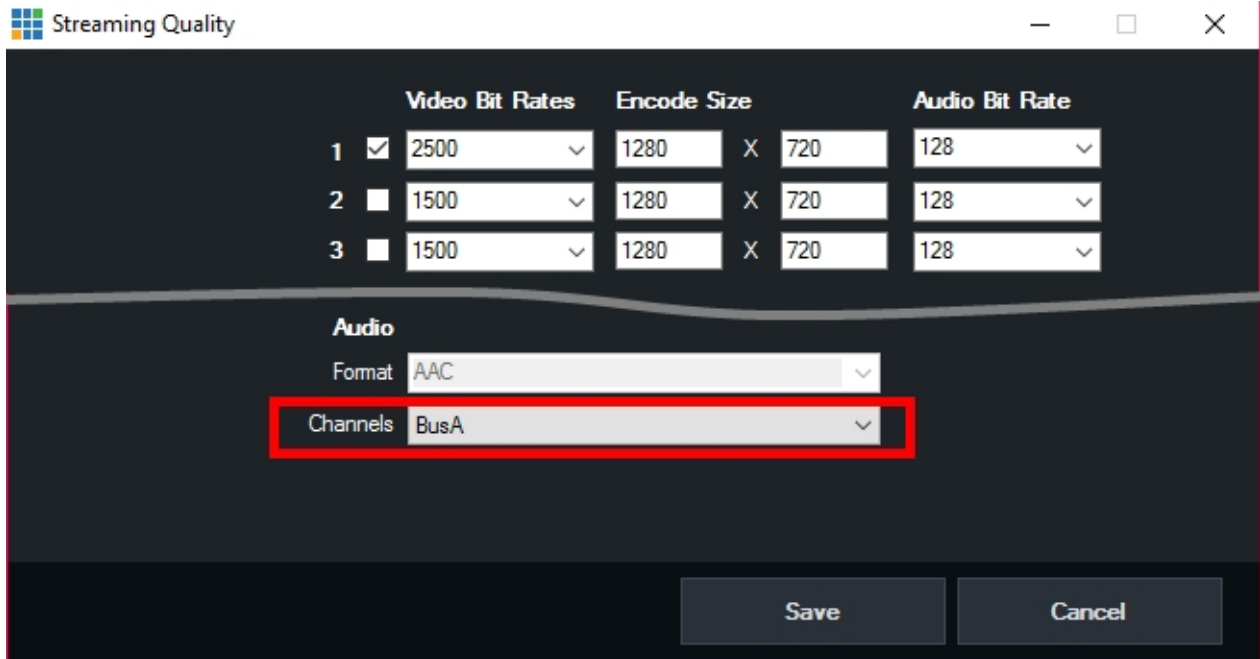 Streaming Quality
Video Bit Rates Encode Size Audio Bit Rate
1 2500 1280 X 720 128
2 1500 1280 X 720 128
3 1500 1280 X 720 128
Audio
Format AAC
Channels BusA
Save Cancel